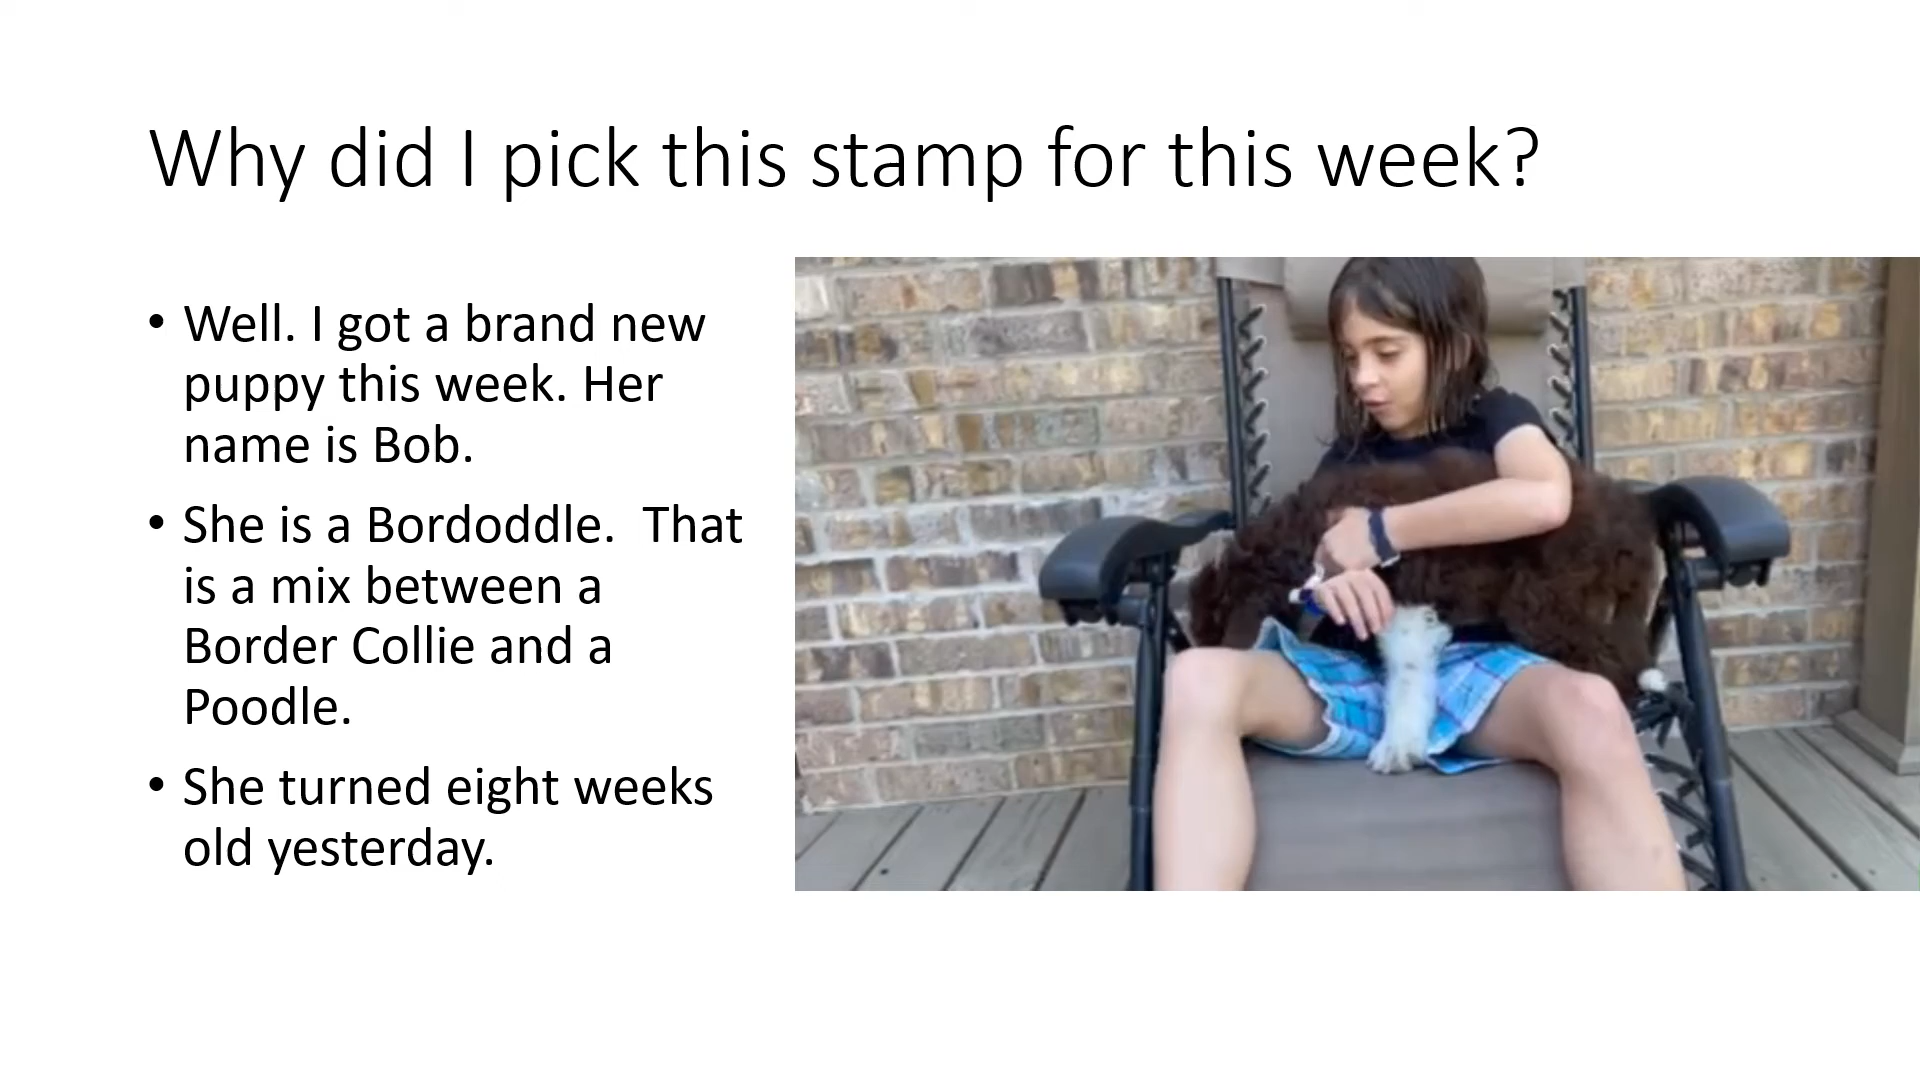 Why did I pick this stamp for this week?
• Well. I got a brand new
puppy this week. Her
name is Bob.
• She is a Bordoddle.  That
is a mix between a
Border Collie and a
Poodle.
• She turned eight weeks
old yesterday.